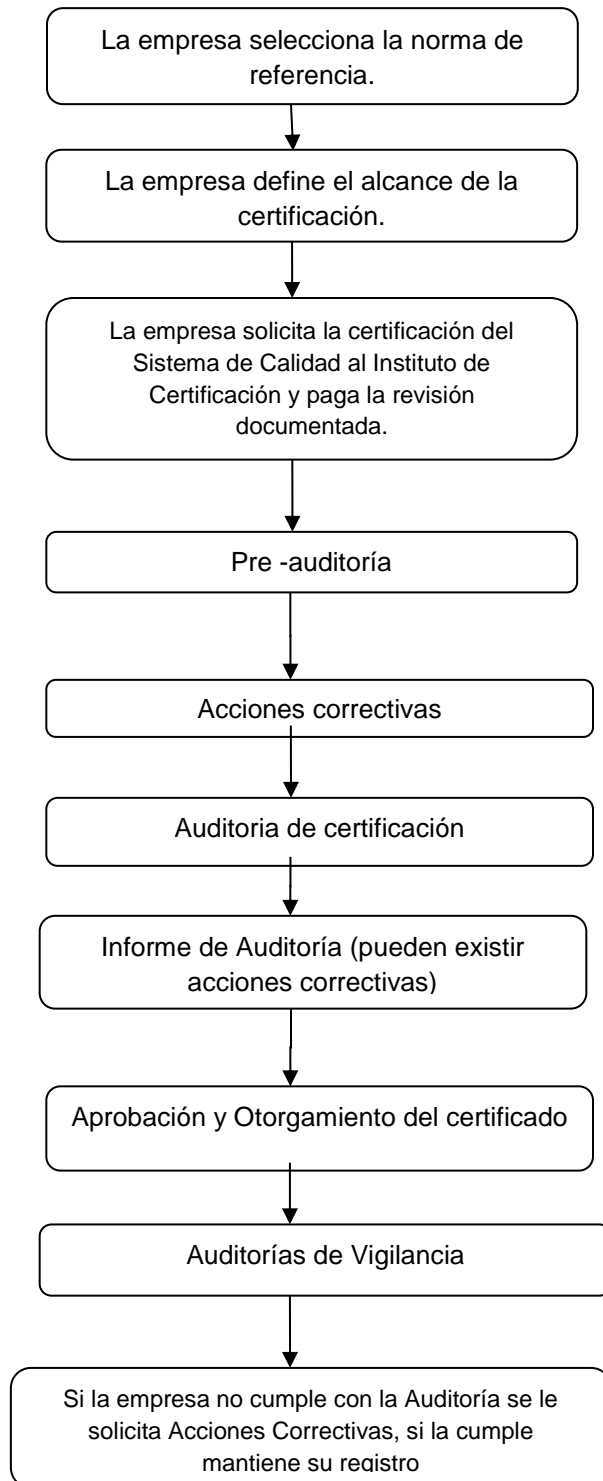 La empresa selecciona la norma de
referencia.
La empresa define el alcance de la
certificación.
La empresa solicita la certificación del
Sistema de Calidad al Instituto de
Certificación y paga la revisión
documentada.
Pre -auditoría
Acciones correctivas
Auditoria de certificación
Informe de Auditoría (pueden existir
acciones correctivas)
Aprobación y Otorgamiento del certificado
Auditorías de Vigilancia
Si la empresa no cumple con la Auditoría se le
solicita Acciones Correctivas, si la cumple
mantiene su registro